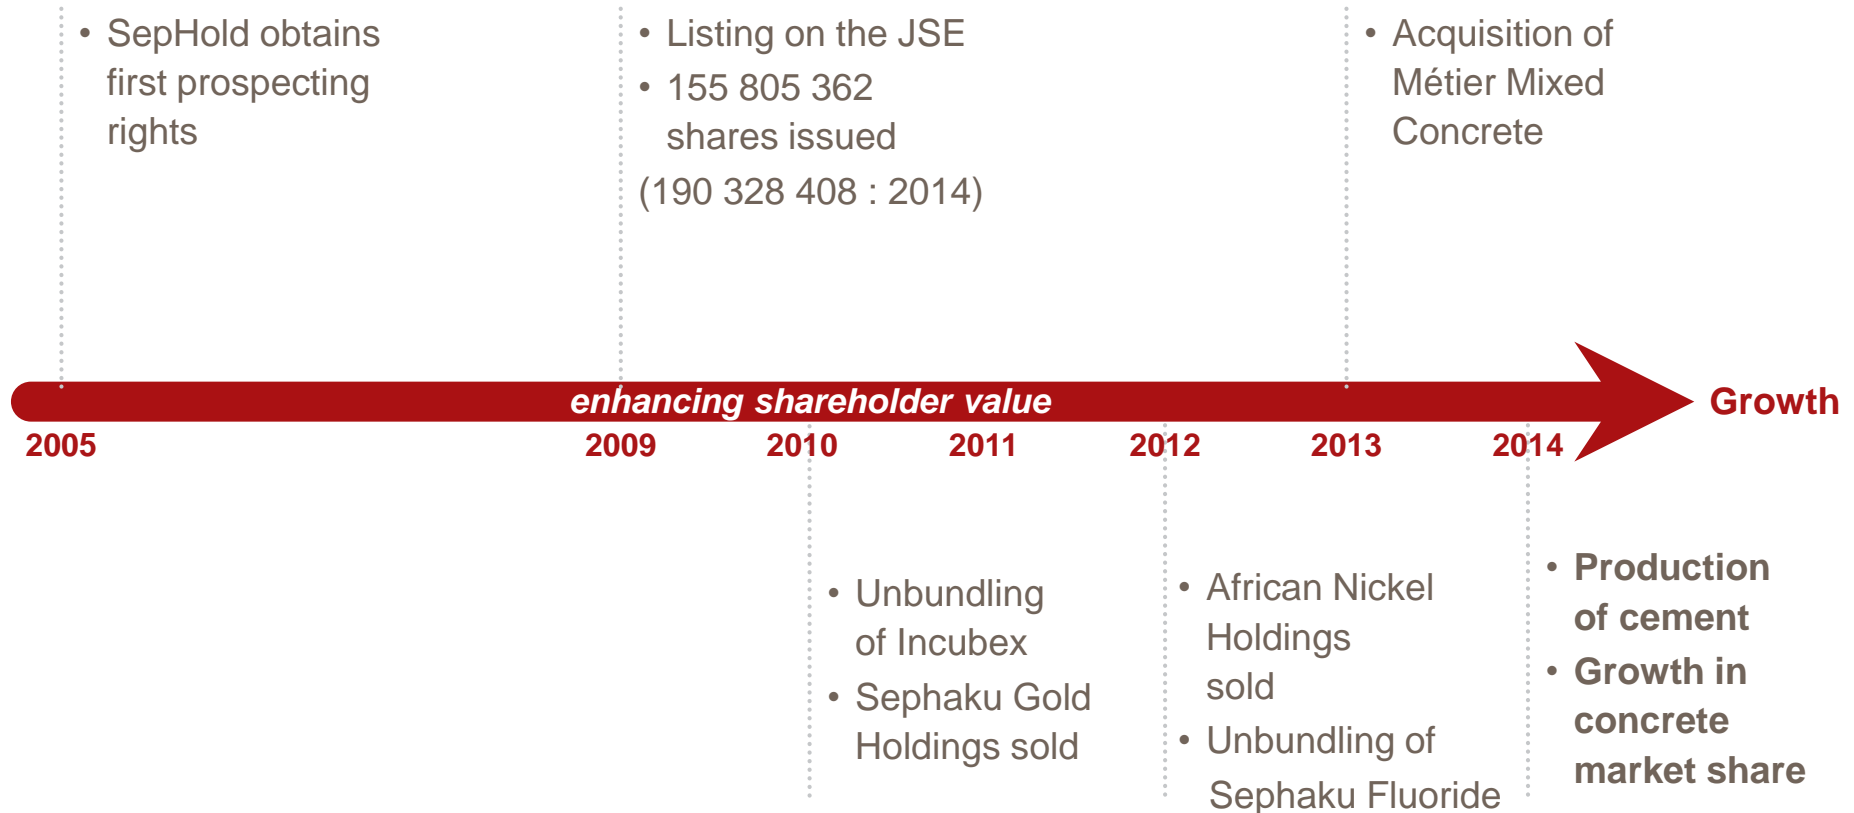 • SepHold obtains
first prospecting
rights
• Listing on the JSE
• 155 805 362
shares issued
(190 328 408 : 2014)
• Acquisition of
Métier Mixed
Concrete
enhancing shareholder value
Growth
2005
2009
2010
2011
2012
2013
2014
• Unbundling
of Incubex
• Sephaku Gold
Holdings sold
• African Nickel
Holdings
sold
• Unbundling of
Sephaku Fluoride
• Production
of cement
• Growth in
concrete
market share